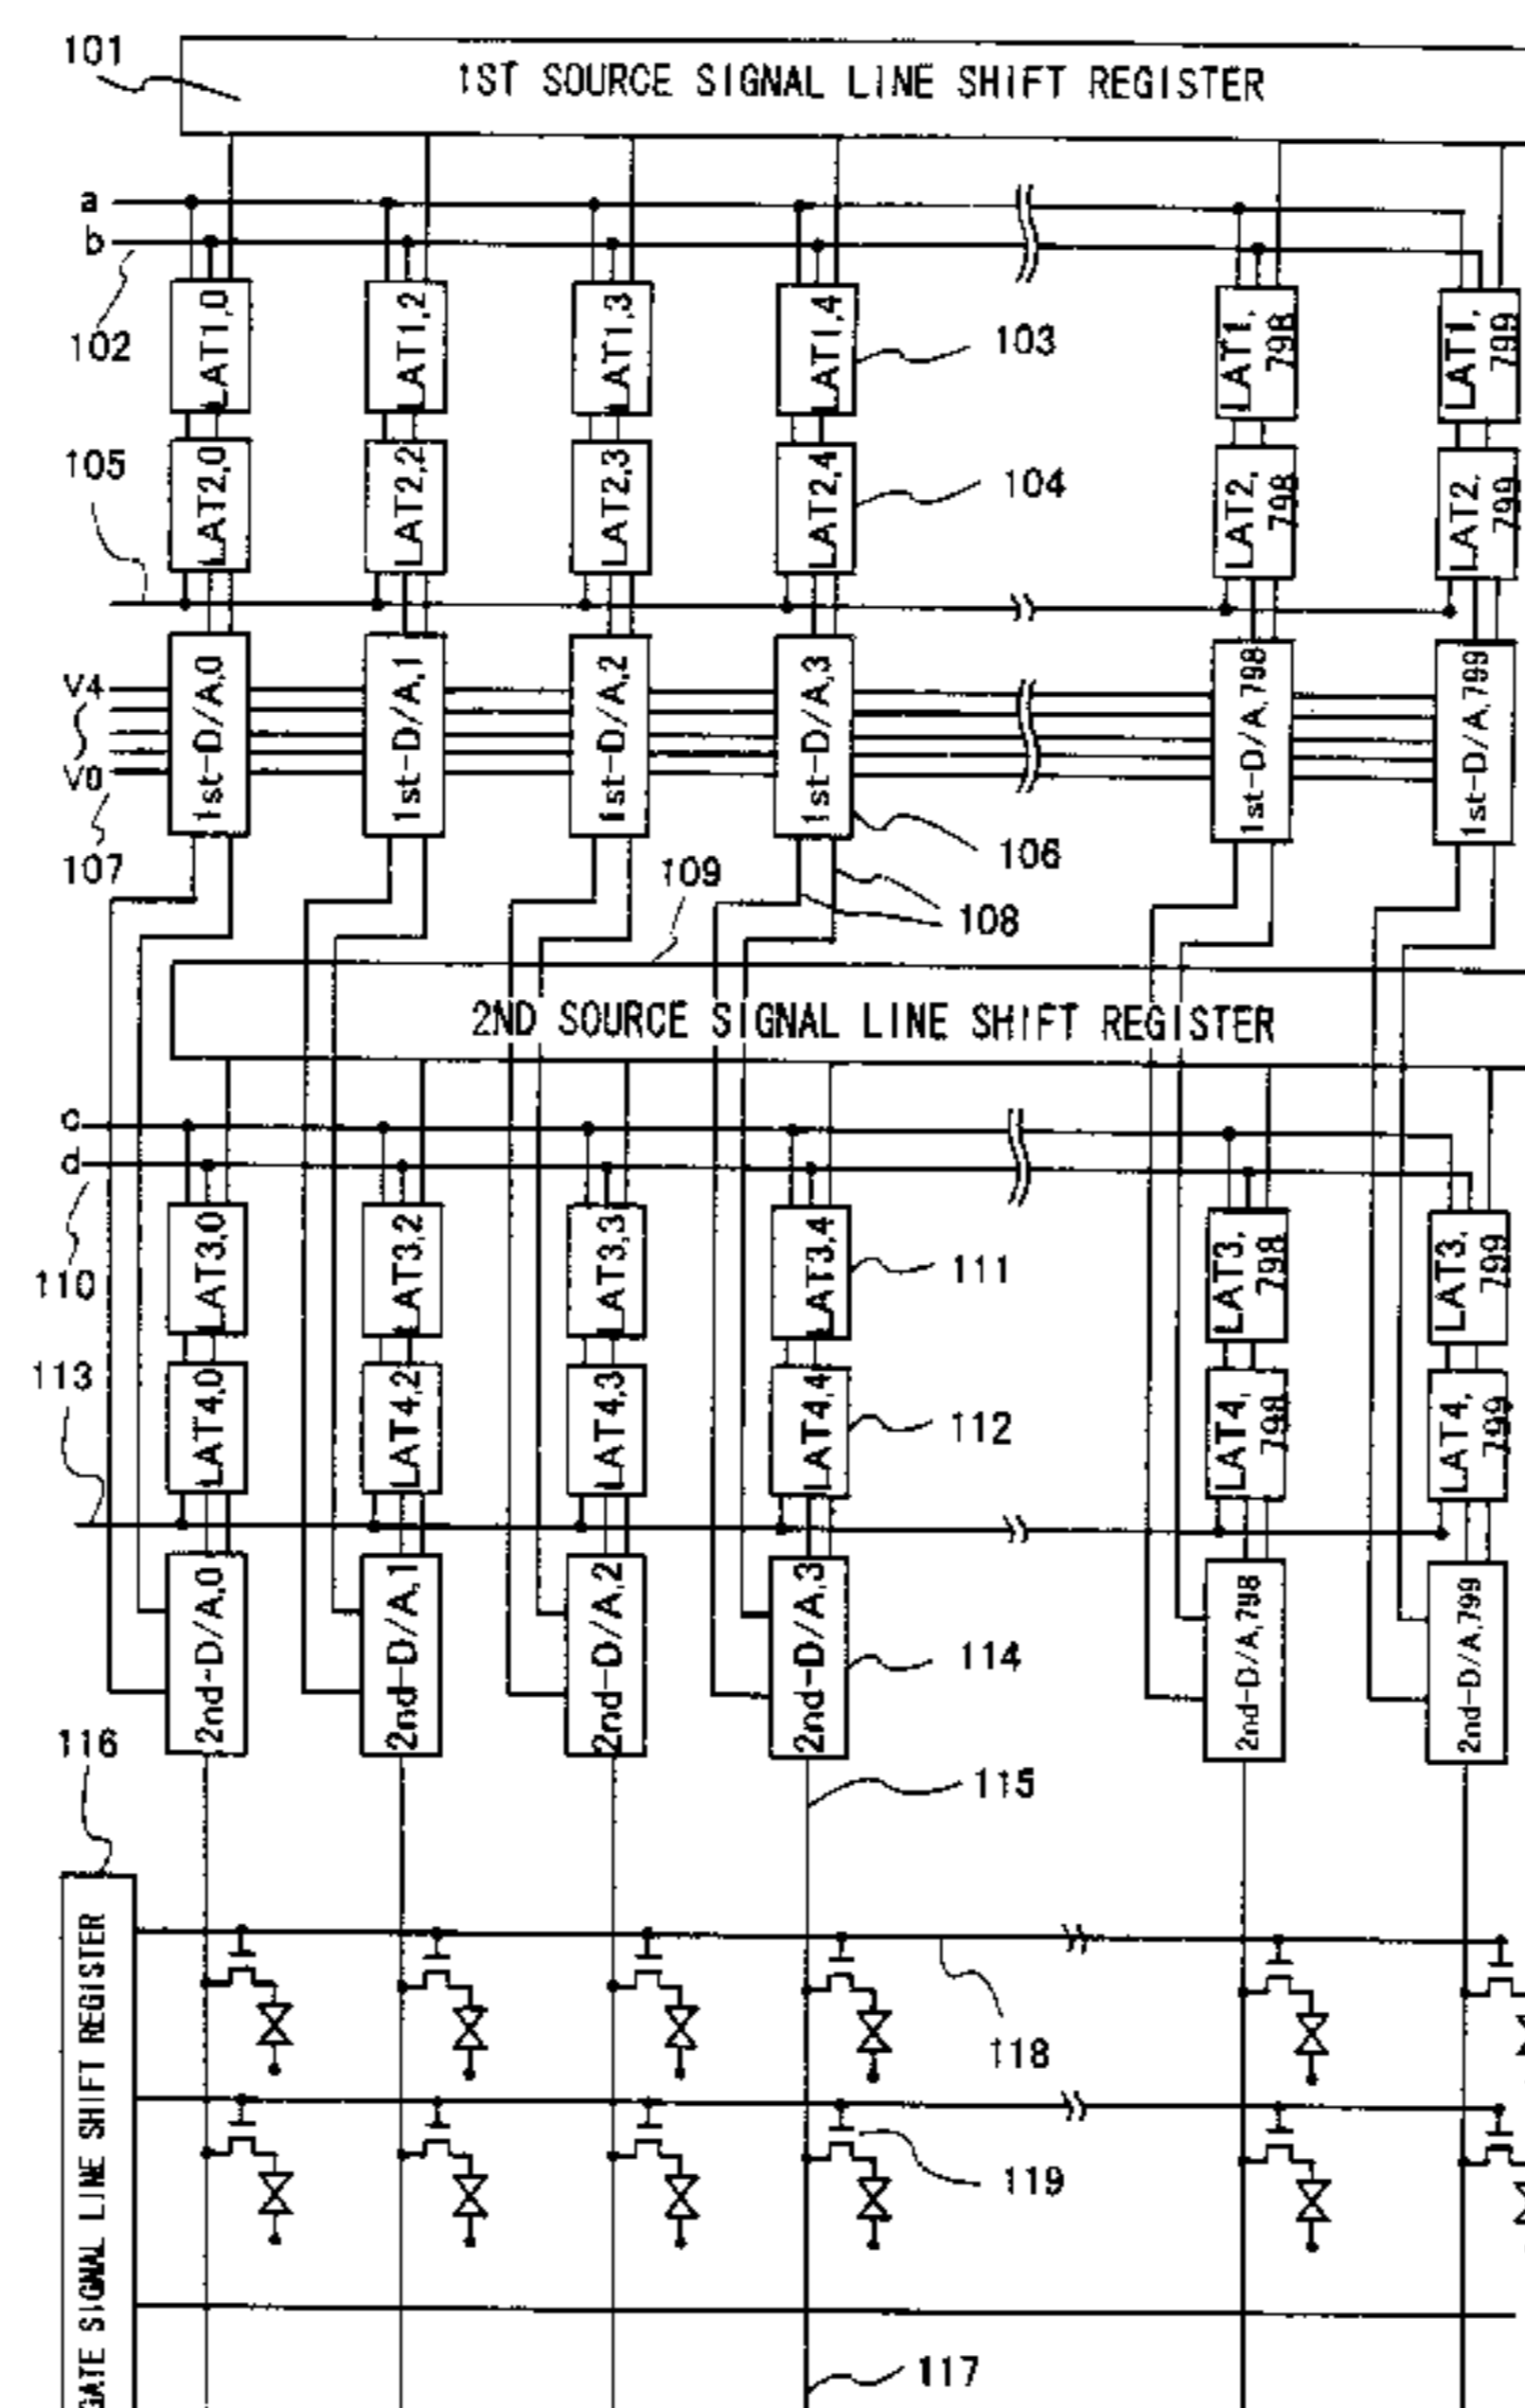 101
1ST SOURCE SIGNAL LINE SHIFT REGISTER
a
b
102
LAT1,0
LAT1,2
LAT1,3
LAT1,4
103
LAT1, 798
LAT1, 799
105
LAT2,0
LAT2,2
LAT2,3
LAT2,4
104
LAT2, 798
LAT2, 799
V4
V0
107
1st-D/A,0
1st-D/A,1
1st-D/A,2
1st-D/A,3
106
1st-D/A,798
1st-D/A,799
108
109
2ND SOURCE SIGNAL LINE SHIFT REGISTER
c
d
110
LAT3,0
LAT3,2
LAT3,3
LAT3,4
111
LAT3, 798
LAT3, 799
113
LAT4,0
LAT4,2
LAT4,3
LAT4,4
112
LAT4, 798
LAT4, 799
2nd-D/A,0
2nd-D/A,1
2nd-D/A,2
2nd-D/A,3
114
2nd-D/A,798
2nd-D/A,799
116
115
GATE SIGNAL LINE SHIFT REGISTER
118
119
117